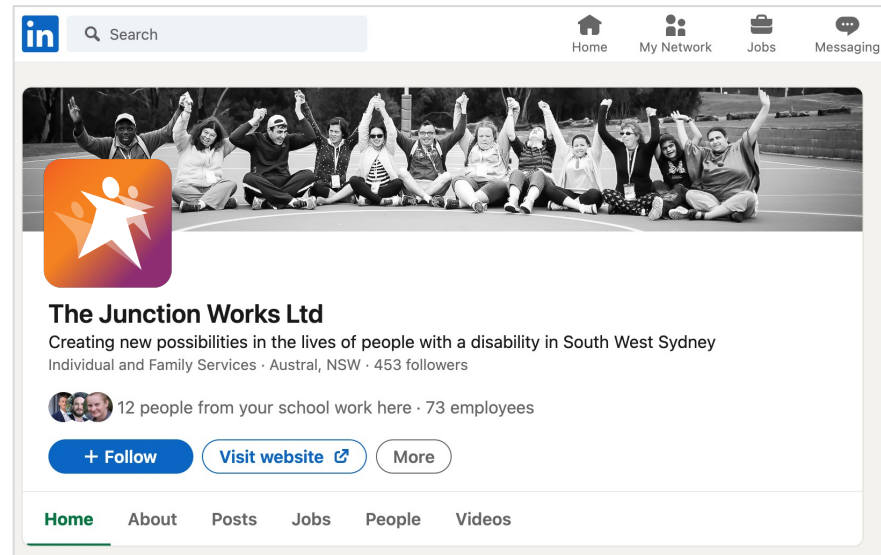 in Search
Home My Network Jobs Messaging
The Junction Works Ltd
Creating new possibilities in the lives of people with a disability in South West Sydney
Individual and Family Services · Austral, NSW · 453 followers
12 people from your school work here · 73 employees
+ Follow Visit website More
Home About Posts Jobs People Videos